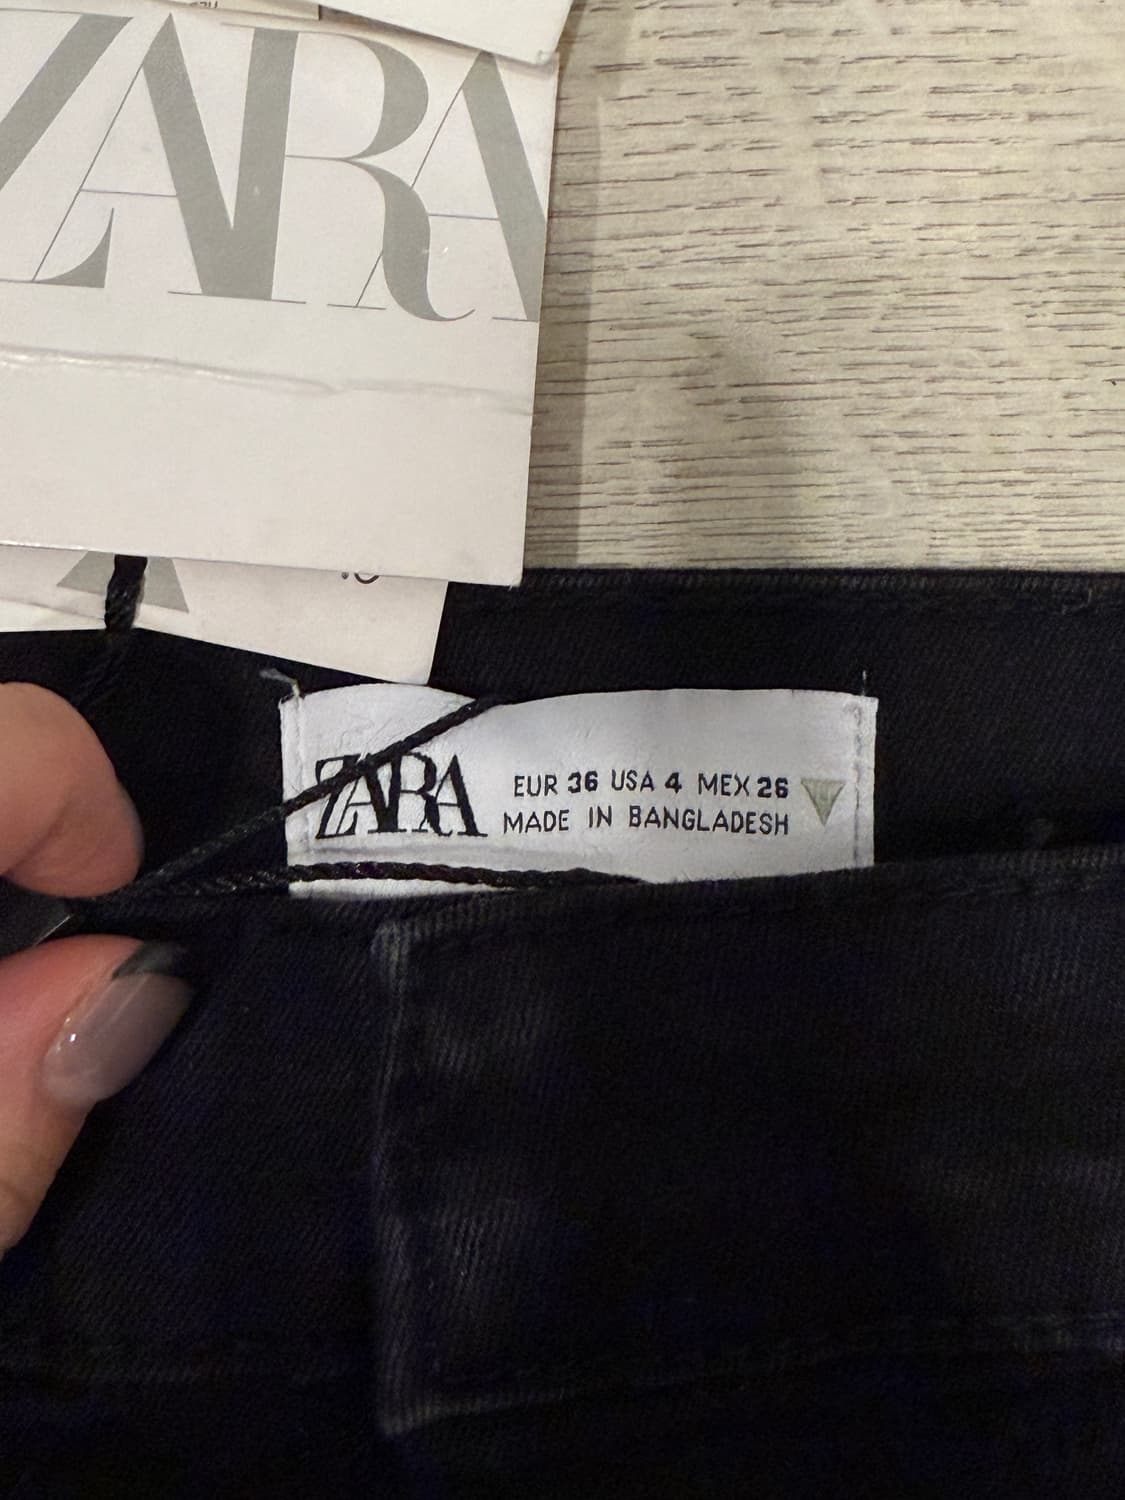 ZARA
ZARA
EUR 36 USA 4 MEX 26
MADE IN BANGLADESH